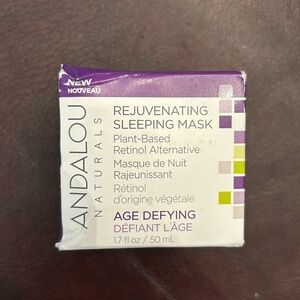 NEW
NOUVEAU
ANDALOU
NATURALS
REJUVENATING
SLEEPING MASK
Plant-Based
Retinol Alternative
Masque de Nuit
Rajeunissant
Rétinol
d'origine végétale
AGE DEFYING
DÉFIANT L'ÂGE
1.7 fl oz / 50 mL